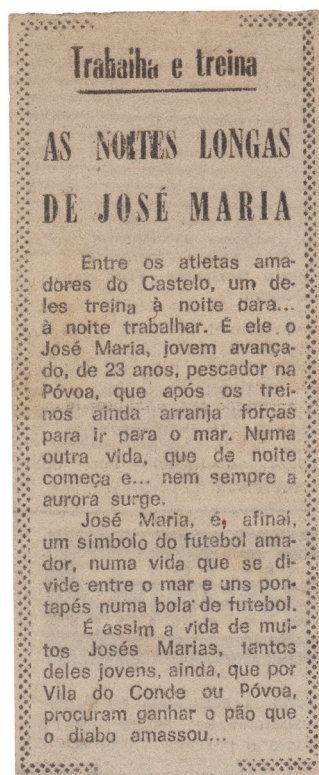 Trabalha e treina
AS NOITES LONGAS
DE JOSÉ MARIA
Entre os atletas ama-
dores do Castelo, um de-
les treina à noite para...
à noite trabalhar. É ele o
José Maria, jovem avança-
do, de 23 anos, pescador na
Póvoa, que após os trei-
nos ainda arranja forças
para ir para o mar. Numa
outra vida, que de noite
começa e... nem sempre a
aurora surge.
José Maria, é, afinal,
um símbolo do futebol ama-
dor, numa vida que se di-
vide entre o mar e uns pon-
tapés numa bola de futebol.
É assim a vida de mui-
tos Josés Marias, tantos
deles jovens, ainda, que por
Vila do Conde ou Póvoa,
procuram ganhar o pão que
o diabo amassou...